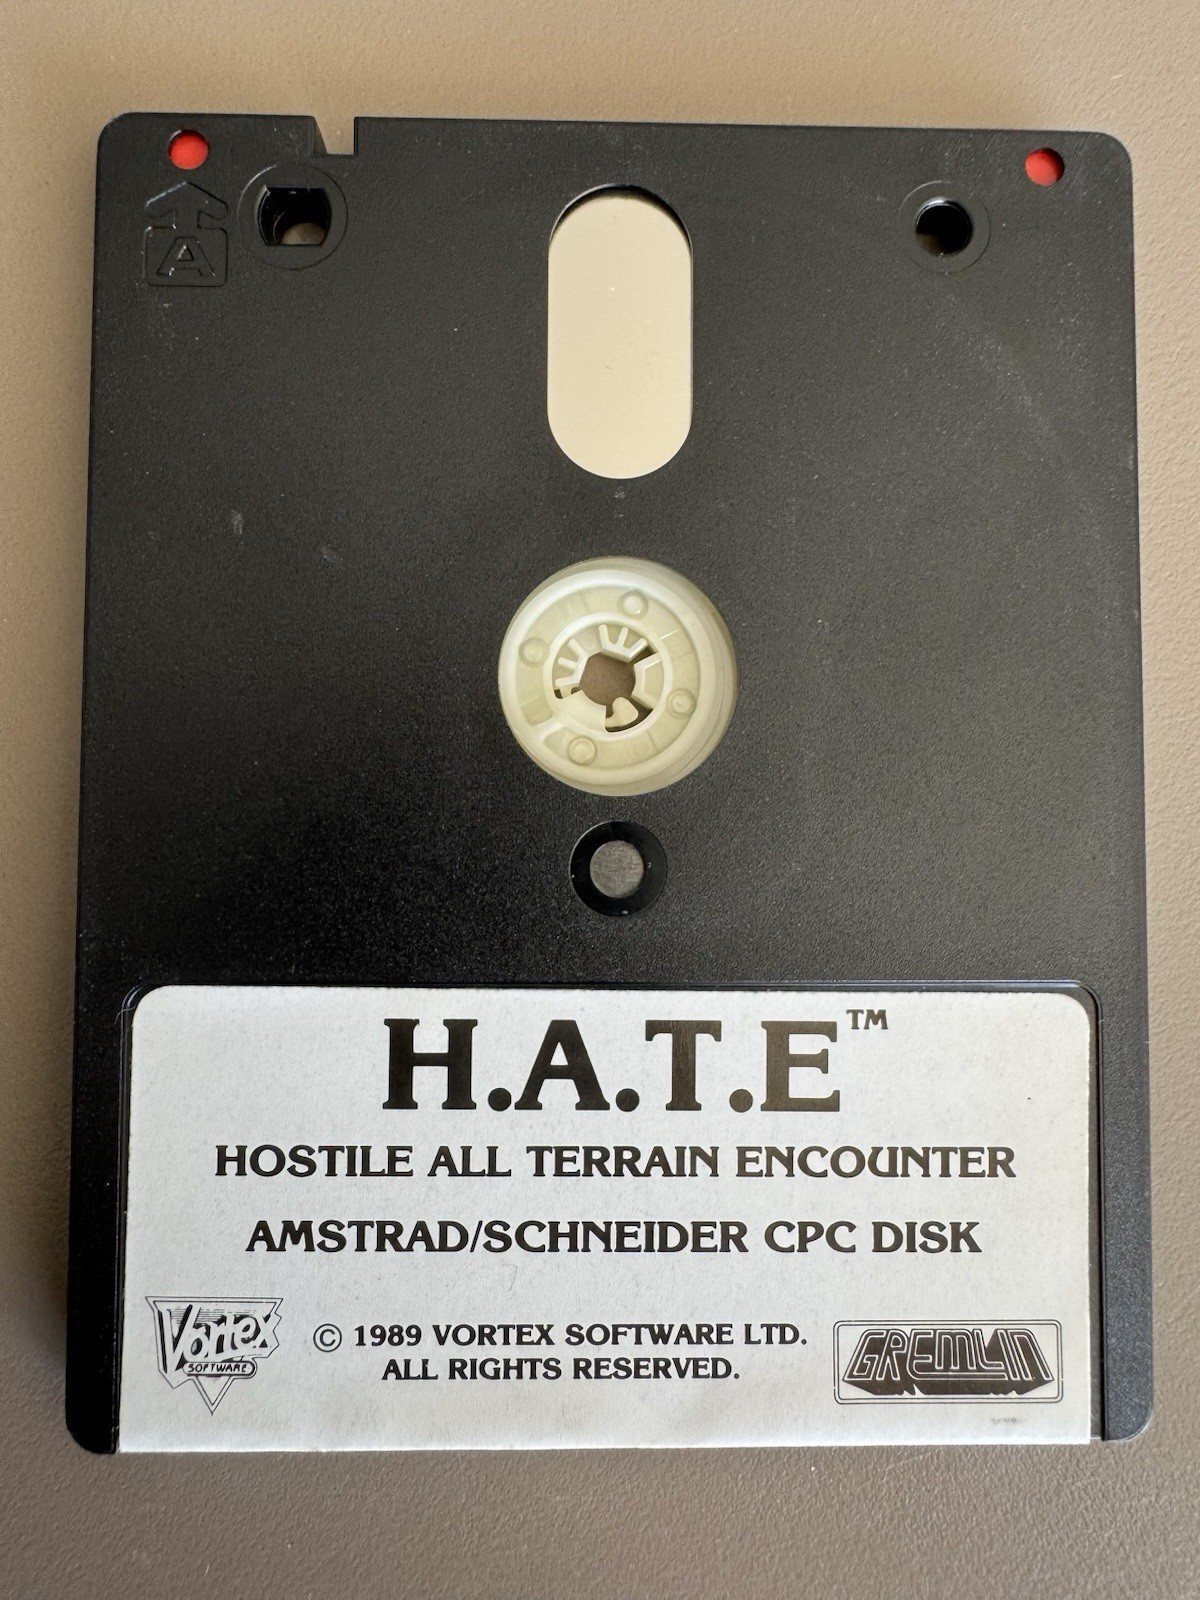 A
H.A.T.E™
HOSTILE ALL TERRAIN ENCOUNTER
AMSTRAD/SCHNEIDER CPC DISK
Vortex
SOFTWARE
© 1989 VORTEX SOFTWARE LTD.
ALL RIGHTS RESERVED.
GREMLIN